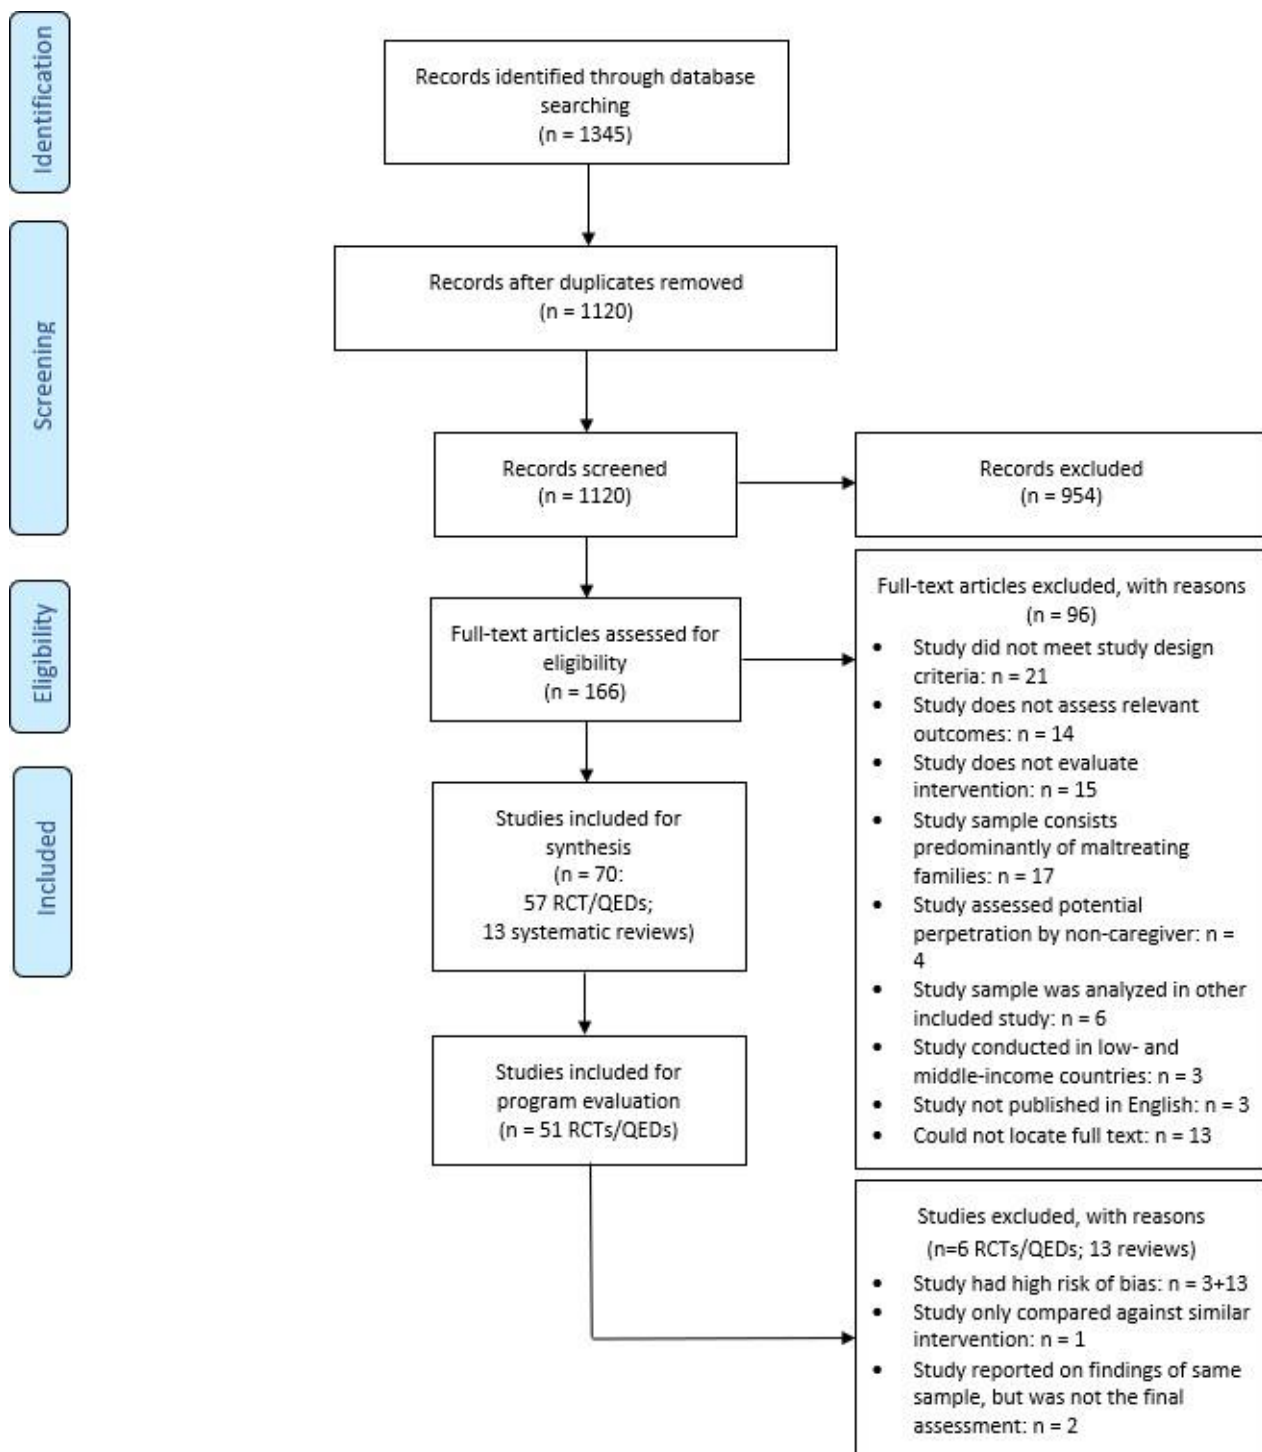 Identification
Records identified through database
searching
(n = 1345)
Screening
Records after duplicates removed
(n = 1120)
Records screened
(n = 1120)
Records excluded
(n = 954)
Eligibility
Full-text articles assessed for
eligibility
(n = 166)
Full-text articles excluded, with reasons
(n = 96)
• Study did not meet study design
criteria: n = 21
• Study does not assess relevant
outcomes: n = 14
• Study does not evaluate
intervention: n = 15
• Study sample consists
predominantly of maltreating
families: n = 17
• Study assessed potential
perpetration by non-caregiver: n =
4
• Study sample was analyzed in other
included study: n = 6
• Study conducted in low- and
middle-income countries: n = 3
• Study not published in English: n = 3
• Could not locate full text: n = 13
Included
Studies included for
synthesis
(n = 70:
57 RCT/QEDs;
13 systematic reviews)
Studies included for
program evaluation
(n = 51 RCTs/QEDs)
Studies excluded, with reasons
(n=6 RCTs/QEDs; 13 reviews)
• Study had high risk of bias: n = 3+13
• Study only compared against similar
intervention: n = 1
• Study reported on findings of same
sample, but was not the final
assessment: n = 2